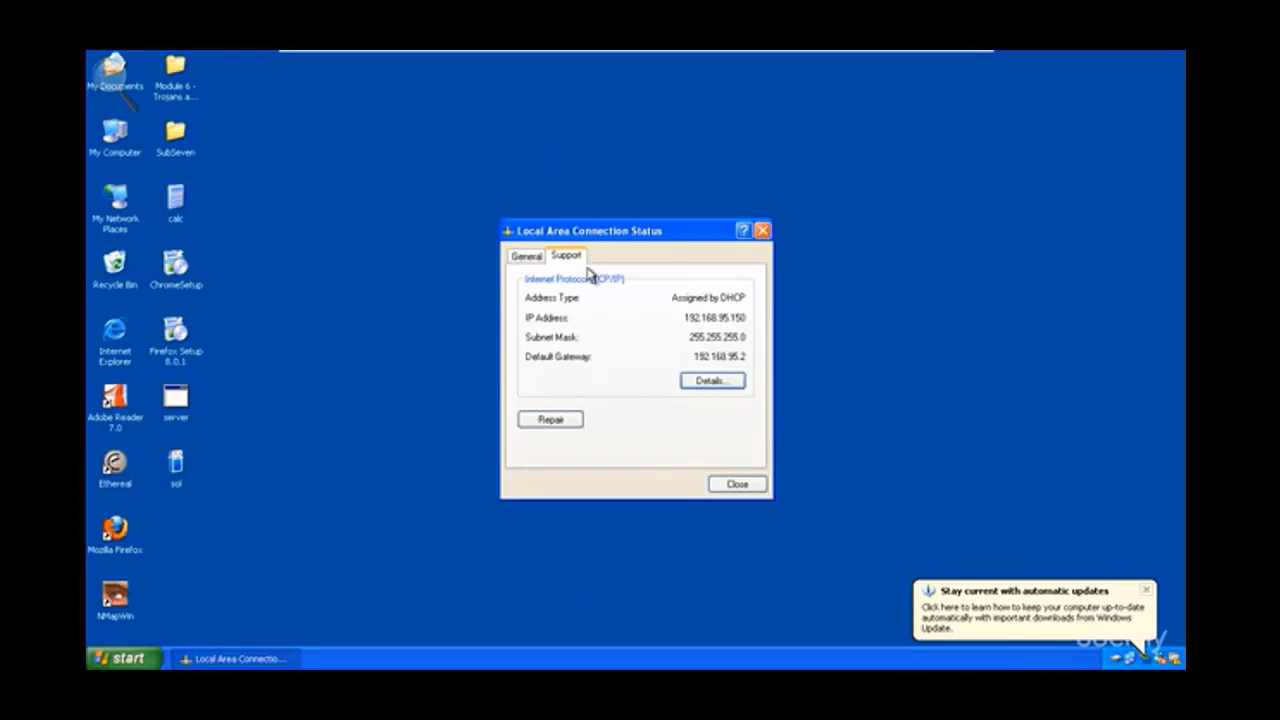 My Documents
Module 6 -
Trojans a...
My Computer
SubSeven
My Network
Places
calc
Recycle Bin
ChromeSetup
Internet
Explorer
Firefox Setup
8.0.1
Adobe Reader
7.0
server
Ethereal
sol
Mozilla Firefox
NMapWin
Local Area Connection Status
General
Support
Internet Protocol (TCP/IP)
Address Type:
Assigned by DHCP
IP Address:
192.168.95.150
Subnet Mask:
255.255.255.0
Default Gateway:
192.168.95.2
Details...
Repair
Close
Stay current with automatic updates
Click here to learn how to keep your computer up-to-date
automatically with important downloads from Windows
Update.
start
Local Area Connectio...